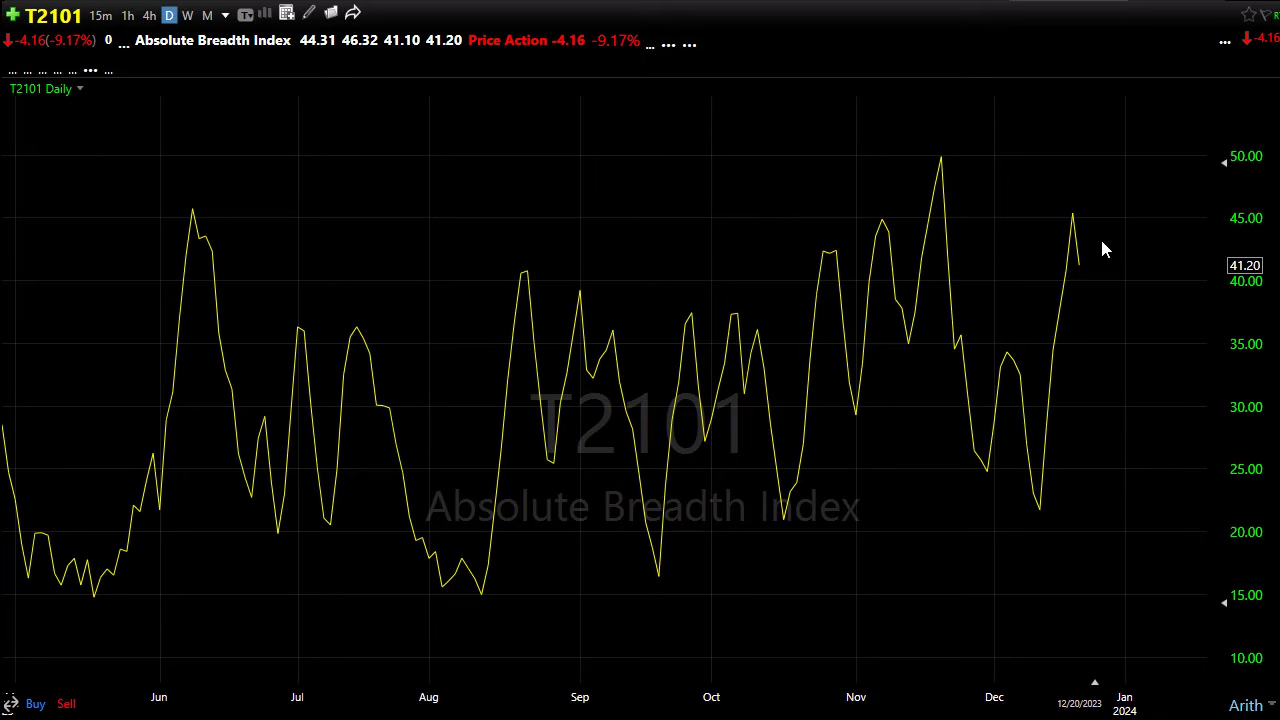 T2101 15m 1h 4h D W M
-4.16(-9.17%) 0 ... Absolute Breadth Index 44.31 46.32 41.10 41.20 Price Action -4.16 -9.17% ... ... ... ... -4.16
... ... ... ... ... ... ...
T2101 Daily
50.00
45.00
41.20
40.00
35.00
30.00
T2101
25.00
Absolute Breadth Index
20.00
15.00
10.00
Jun Jul Aug Sep Oct Nov Dec Jan
Buy Sell 12/20/2023 2024 Arith